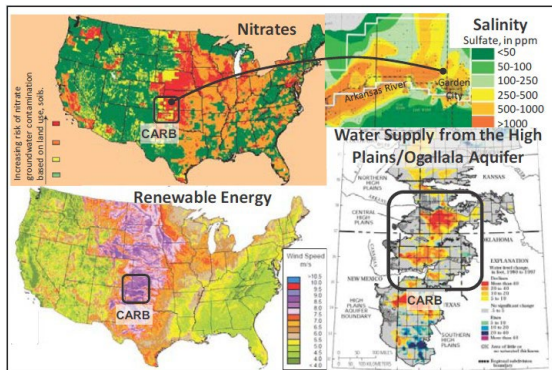 Nitrates
CARB
Increasing risk of nitrate
groundwater contamination
based on land use, soils.
Salinity
Sulfate, in ppm
<50
50-100
100-250
250-500
500-1000
>1000
Arkansas River
Garden
City
Water Supply from the High
Plains/Ogallala Aquifer
KANSAS
NORTHERN
HIGH
PLAINS
CENTRAL
HIGH
PLAINS
OKLAHOMA
NEW MEXICO
TEXAS
HIGH PLAINS
AQUIFER
BOUNDARY
SOUTHERN
HIGH
PLAINS
CARB
EXPLANATION
Renewable Energy
CARB
Wind Speed
m/s
>10.5
10.0
9.5
9.0
8.5
8.0
7.5
7.0
6.5
6.0
5.5
5.0
4.5
4.0
<4.0